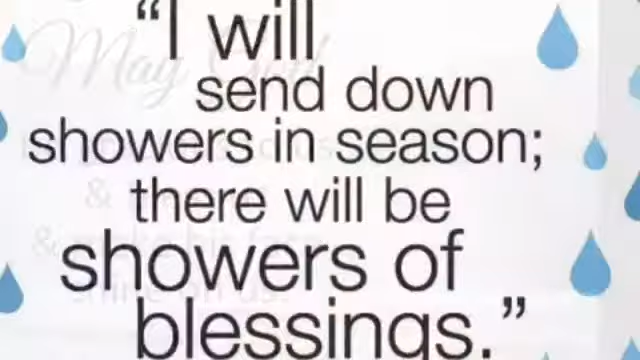 “I will
send down
showers in season;
there will be
showers of
blessings.”